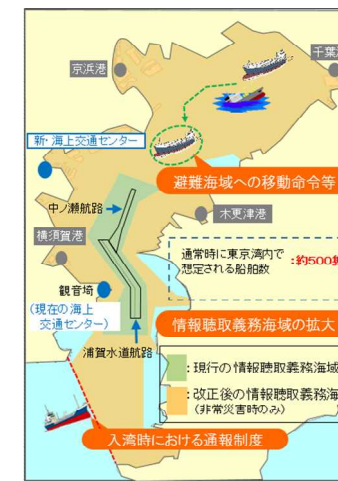 京浜港
千葉
新・海上交通センター
避難海域への移動命令等
中ノ瀬航路
木更津港
横須賀港
通常時に東京湾内で
想定される船舶数
:約500
観音埼
(現在の海上
交通センター)
情報聴取義務海域の拡大
浦賀水道航路
:現行の情報聴取義務海域
:改正後の情報聴取義務海
(非常災害時のみ)
入湾時における通報制度